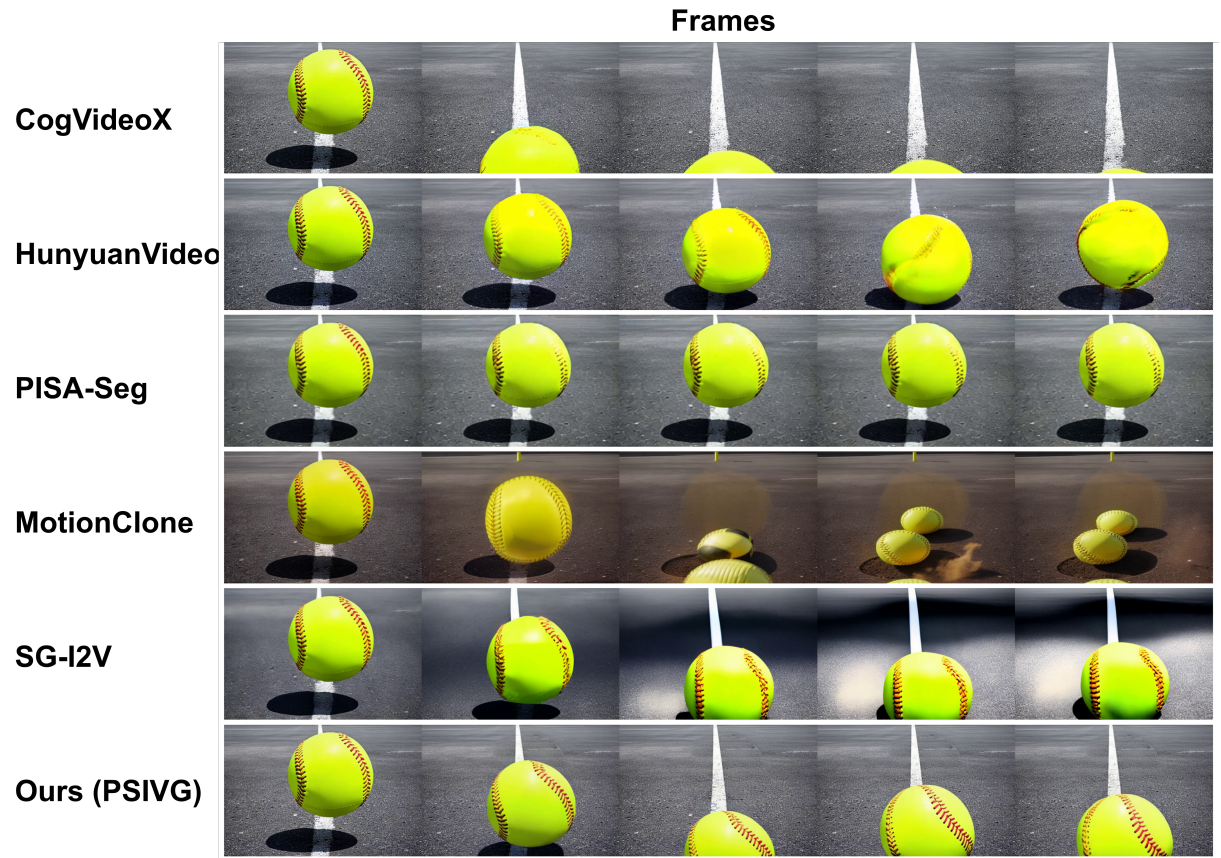 Frames
CogVideoX
HunyuanVideo
PISA-Seg
MotionClone
SG-I2V
Ours (PSIVG)